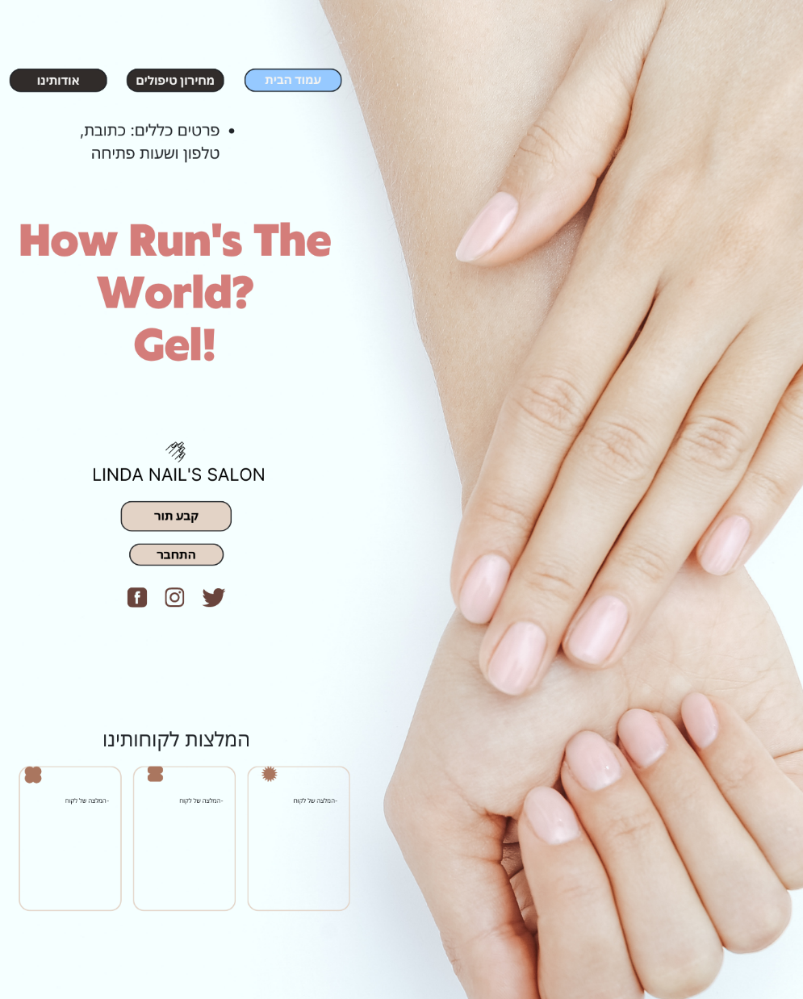 עמוד הבית
מחירון טיפולים
אודותינו
• פרטים כללים: כתובת,
טלפון ושעות פתיחה
How Run's The
World?
Gel!
LINDA NAIL'S SALON
קבע תור
התחבר
המלצות לקוחותינו
-המלצה של לקוח
-המלצה של לקוח
-המלצה של לקוח